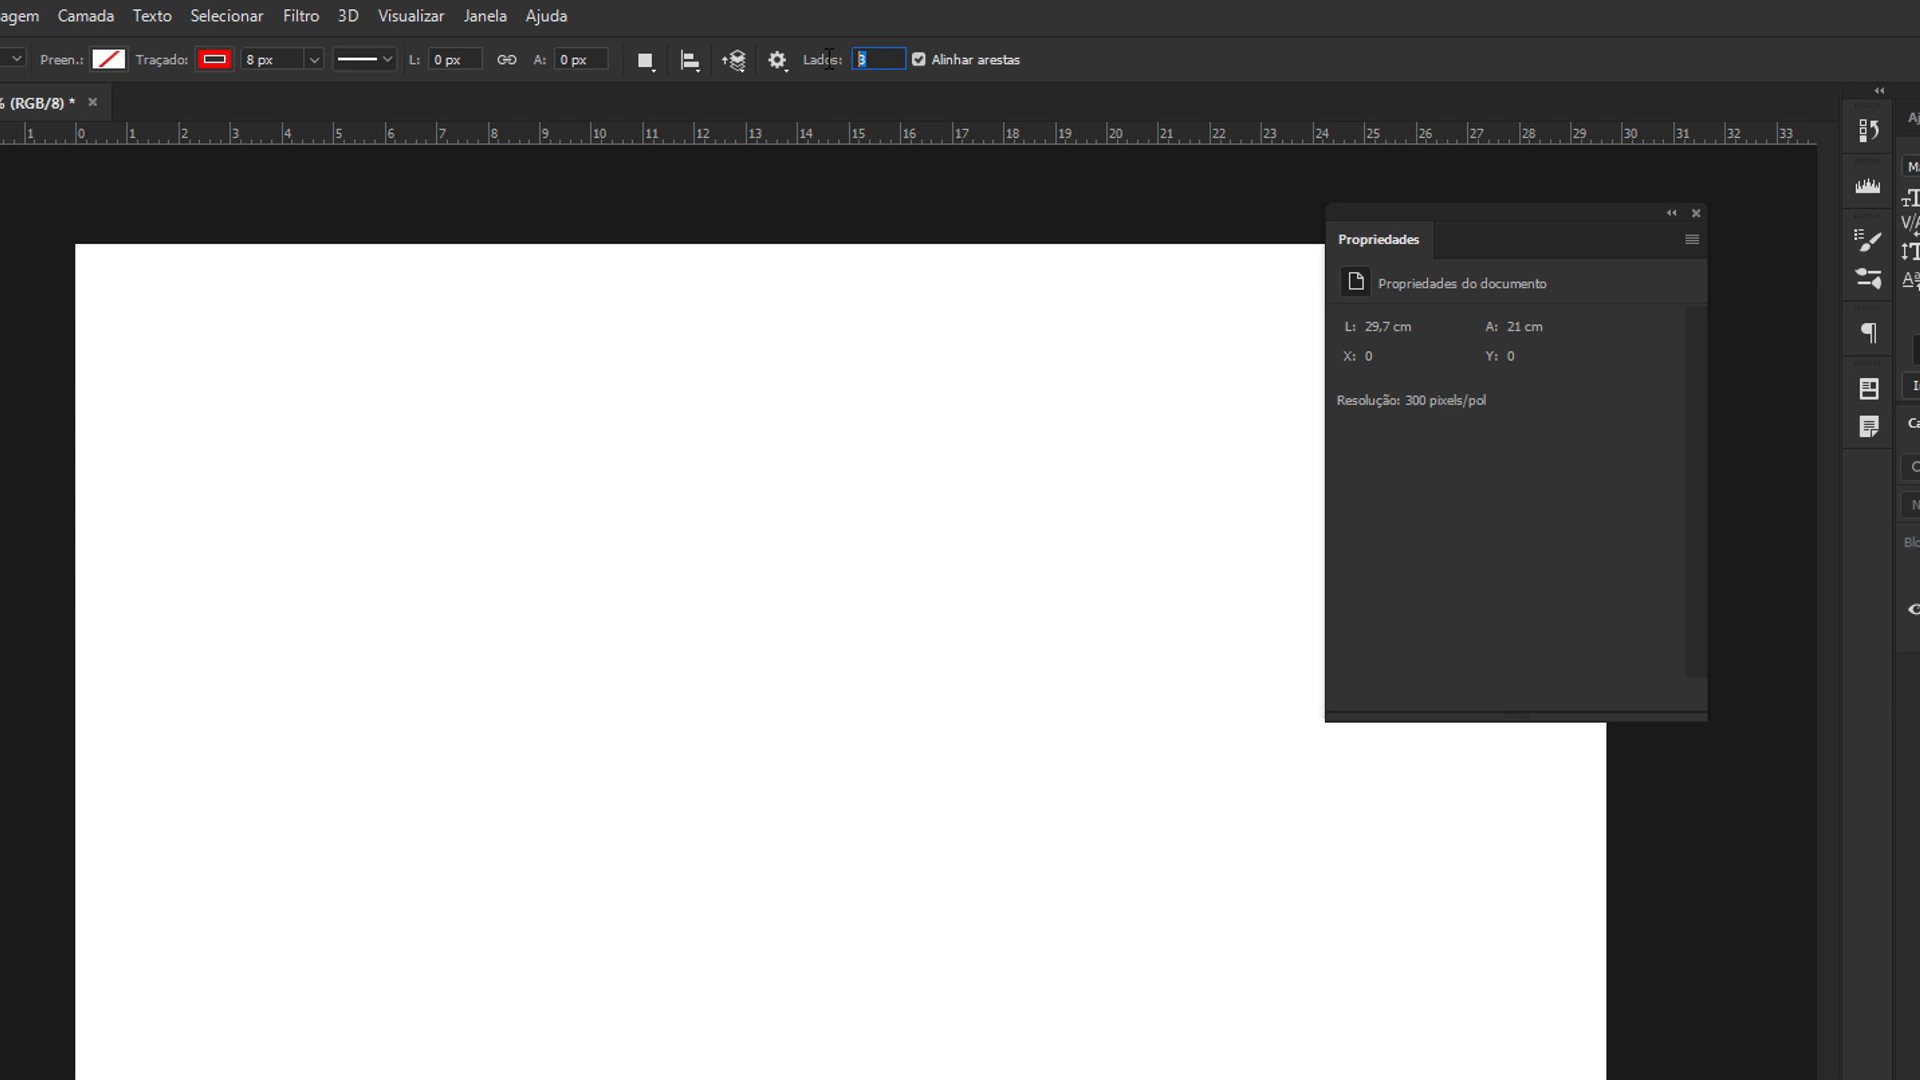 agem Camada Texto Selecionar Filtro 3D Visualizar Janela Ajuda
Preen.: Traçado: 8 px L: 0 px A: 0 px Lados: 3 Alinhar arestas
% (RGB/8) *
1 0 1 2 3 4 5 6 7 8 9 10 11 12 13 14 15 16 17 18 19 20 21 22 23 24 25 26 27 28 29 30 31 32 33
Propriedades
Propriedades do documento
L: 29,7 cm A: 21 cm
X: 0 Y: 0
Resolução: 300 pixels/pol